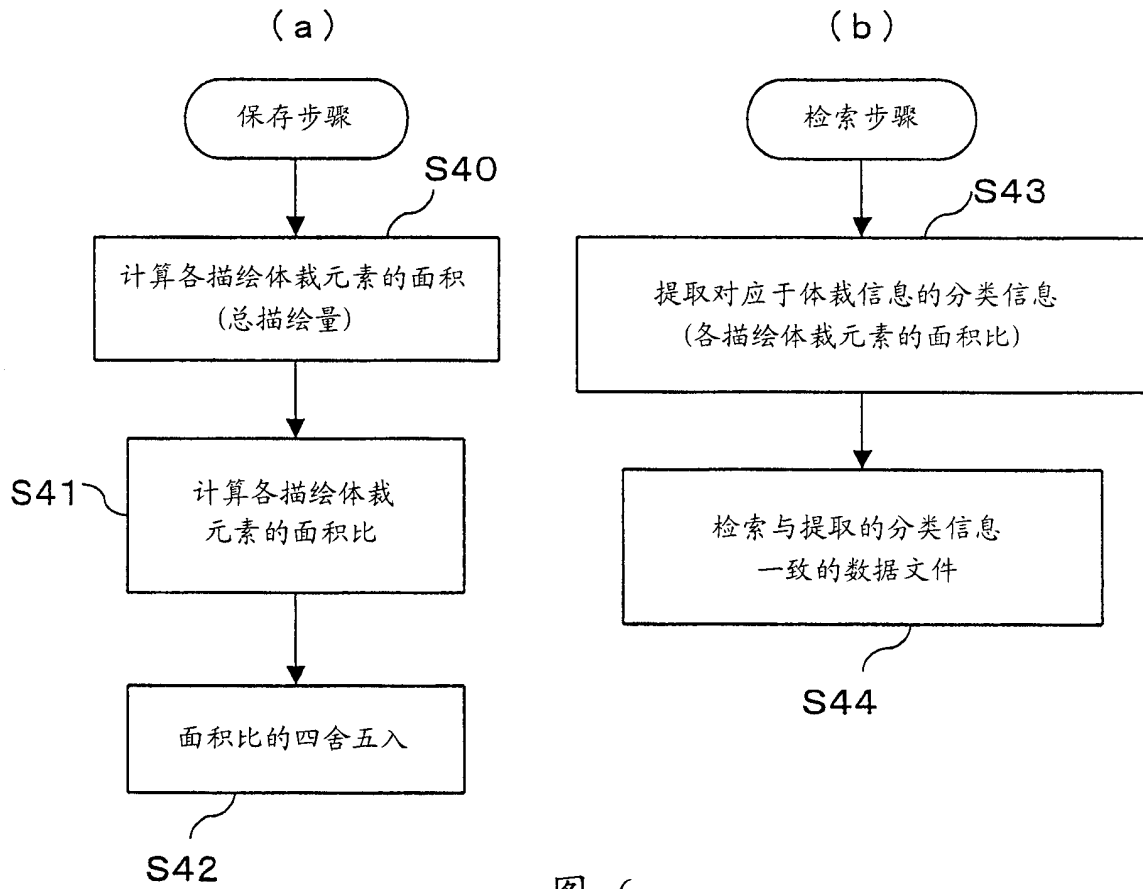 (a)
保存步骤
S40
计算各描绘体裁元素的面积
(总描绘量)
S41
计算各描绘体裁
元素的面积比
面积比的四舍五入
S42
(b)
检索步骤
S43
提取对应于体裁信息的分类信息
(各描绘体裁元素的面积比)
检索与提取的分类信息
一致的数据文件
S44
图